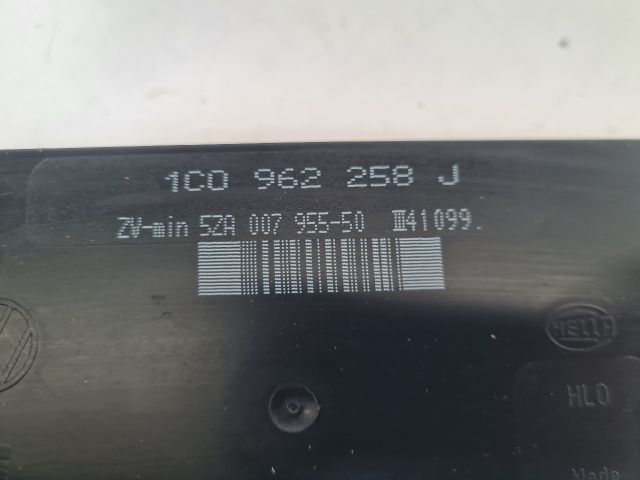 1C0 962 258 J
ZV-min 5ZA 007 955-50 III41099.
HELLA
HLO
Made